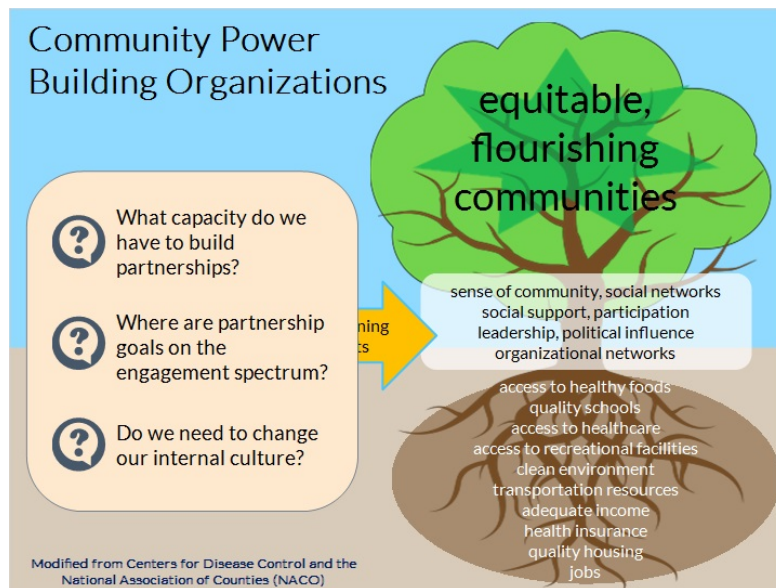 Community Power
Building Organizations
equitable,
flourishing
communities
What capacity do we
have to build
partnerships?
Where are partnership
goals on the
engagement spectrum?
Do we need to change
our internal culture?
sense of community, social networks
social support, participation
leadership, political influence
organizational networks
access to healthy foods
quality schools
access to healthcare
access to recreational facilities
clean environment
transportation resources
adequate income
health insurance
quality housing
jobs
Modified from Centers for Disease Control and the
National Association of Counties (NACO)